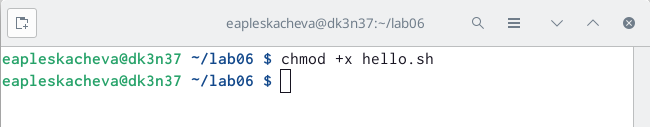 eapleskacheva@dk3n37:~/lab06
eapleskacheva@dk3n37 ~/lab06 $ chmod +x hello.sh
eapleskacheva@dk3n37 ~/lab06 $